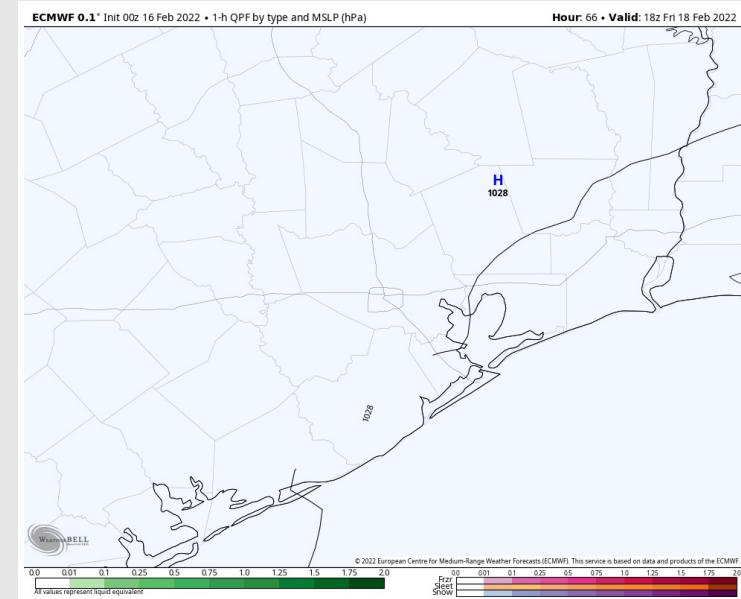 ECMWF 0.1° Init 00z 16 Feb 2022 • 1-h QPF by type and MSLP (hPa) Hour: 66 • Valid: 18z Fri 18 Feb 2022
H
1028
1028
WeatherBELL
© 2022 European Centre for Medium-Range Weather Forecasts (ECMWF). This service is based on data and products of the ECMWF.
0.0 0.01 0.1 0.25 0.5 0.75 1.0 1.25 1.5 1.75 2.0
All values represent liquid equivalent
0.0 0.01 0.1 0.25 0.5 0.75 1.0 1.25 1.5 1.75 2.0
Frzr
Sleet
Snow